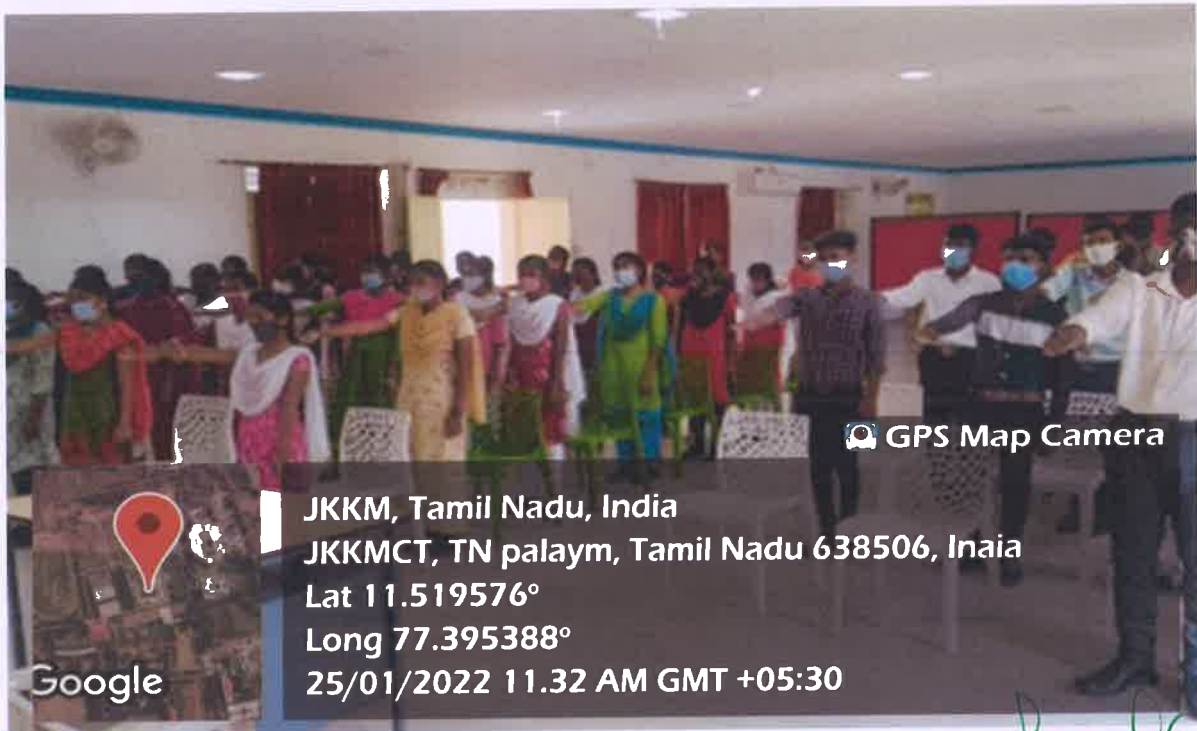 GPS Map Camera
JKKM, Tamil Nadu, India
JKKMCT, TN palaym, Tamil Nadu 638506, Inaia
Lat 11.519576°
Long 77.395388°
25/01/2022 11.32 AM GMT +05:30
Google